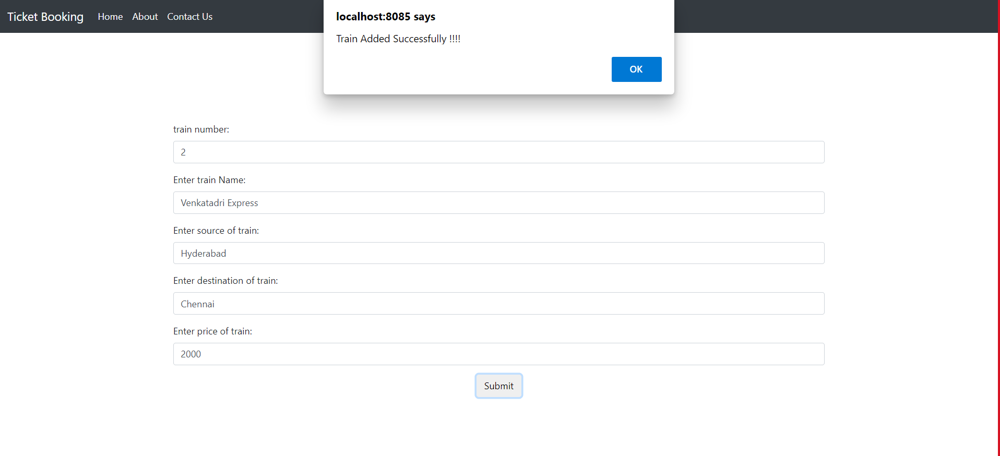 Ticket Booking Home About Contact Us
localhost:8085 says
Train Added Successfully !!!!
OK
train number:
2
Enter train Name:
Venkatadri Express
Enter source of train:
Hyderabad
Enter destination of train:
Chennai
Enter price of train:
2000
Submit